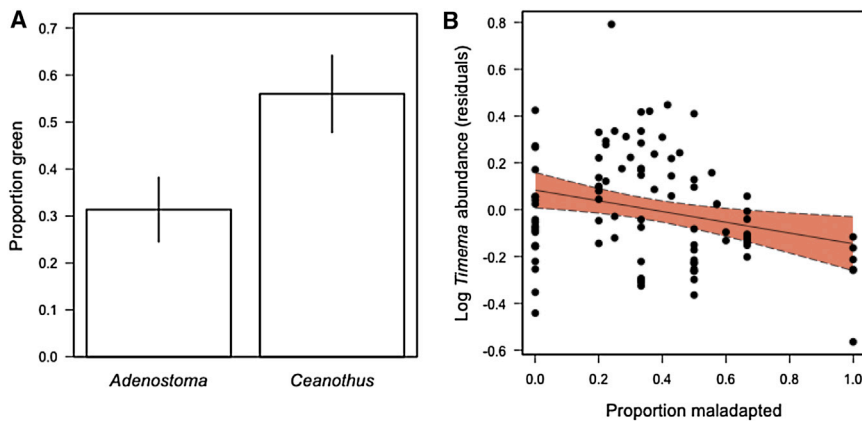 A
Proportion green
0.7
0.6
0.5
0.4
0.3
0.2
0.1
0.0
Adenostoma Ceanothus
B
Log Timema abundance (residuals)
0.8
0.6
0.4
0.2
0.0
-0.2
-0.4
-0.6
0.0 0.2 0.4 0.6 0.8 1.0
Proportion maladapted